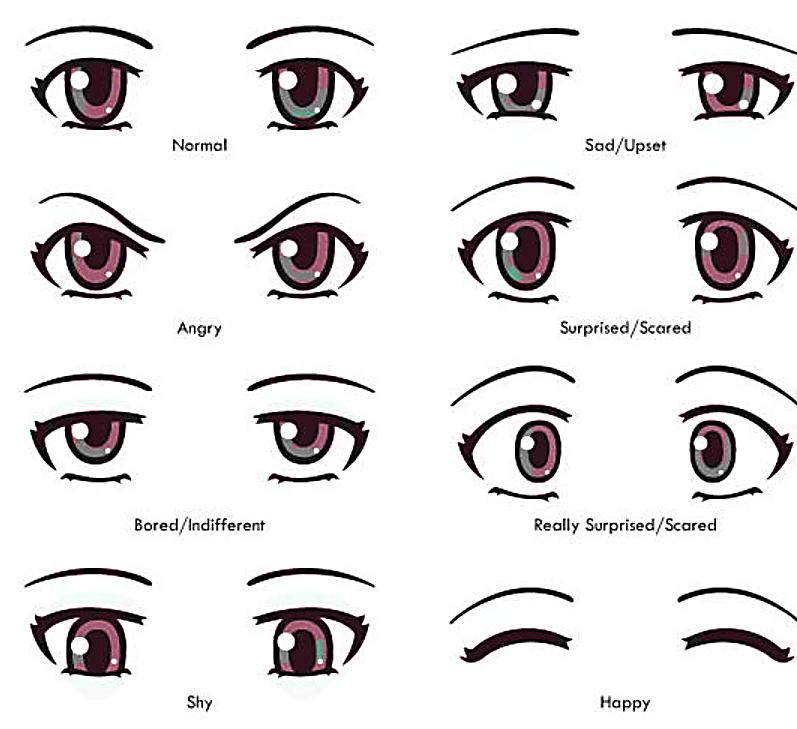 Normal
Sad/Upset
Angry
Surprised/Scared
Bored/Indifferent
Really Surprised/Scared
Shy
Happy